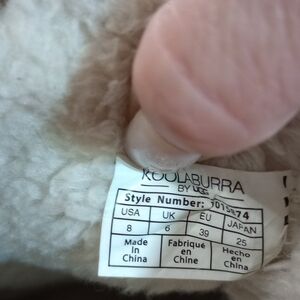 KOOLABURRA
BY UGG
Style Number:
USA UK EU JAPAN
8 6 39 25
Made in China Fabriqué en Chine Hecho en China